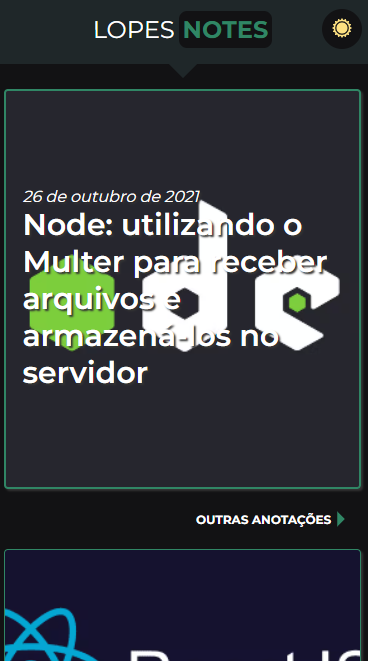 LOPES NOTES
26 de outubro de 2021
Node: utilizando o
Multer para receber
arquivos e
armazená-los no
servidor
OUTRAS ANOTAÇÕES